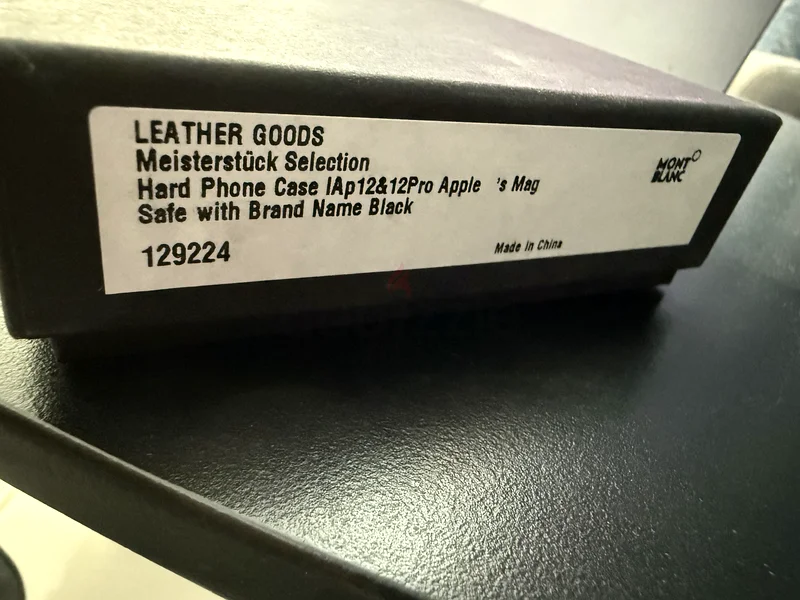 LEATHER GOODS
Meisterstück Selection
Hard Phone Case IAp12&12Pro Apple 's Mag
Safe with Brand Name Black
129224
Made in China
MONT
BLANC